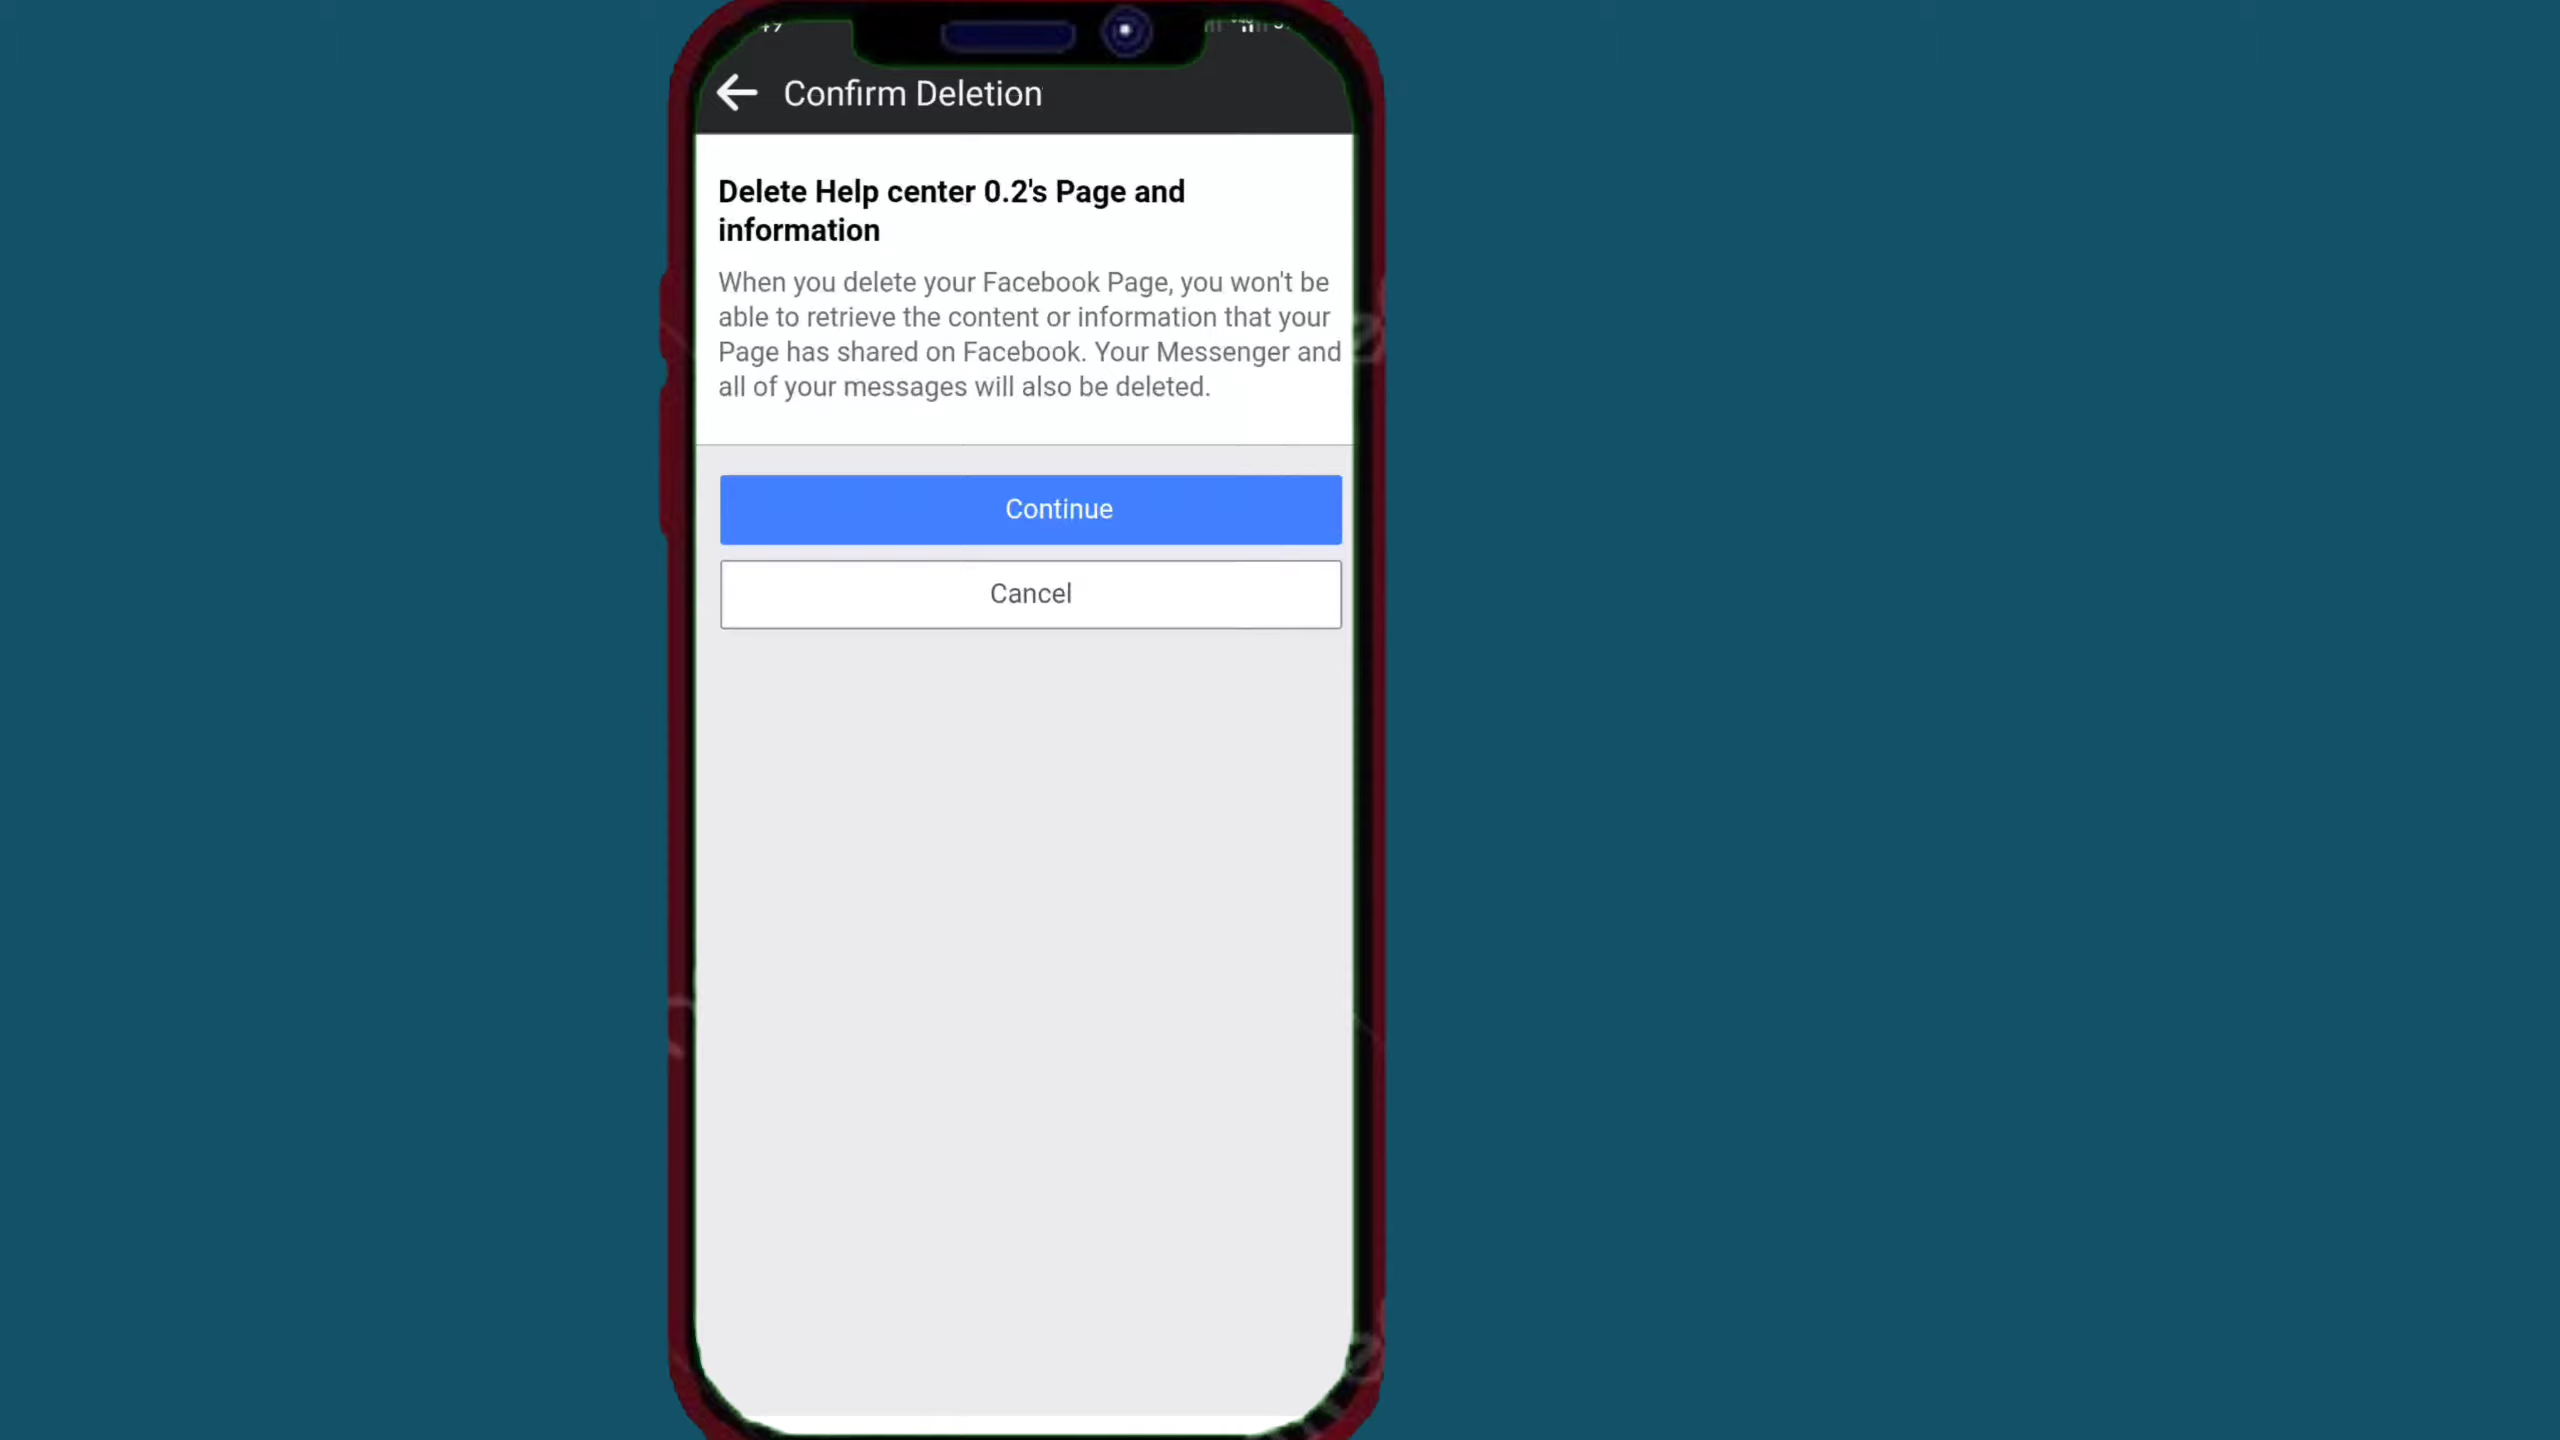 Confirm Deletion
Delete Help center 0.2's Page and
information
When you delete your Facebook Page, you won't be
able to retrieve the content or information that your
Page has shared on Facebook. Your Messenger and
all of your messages will also be deleted.
Continue
Cancel